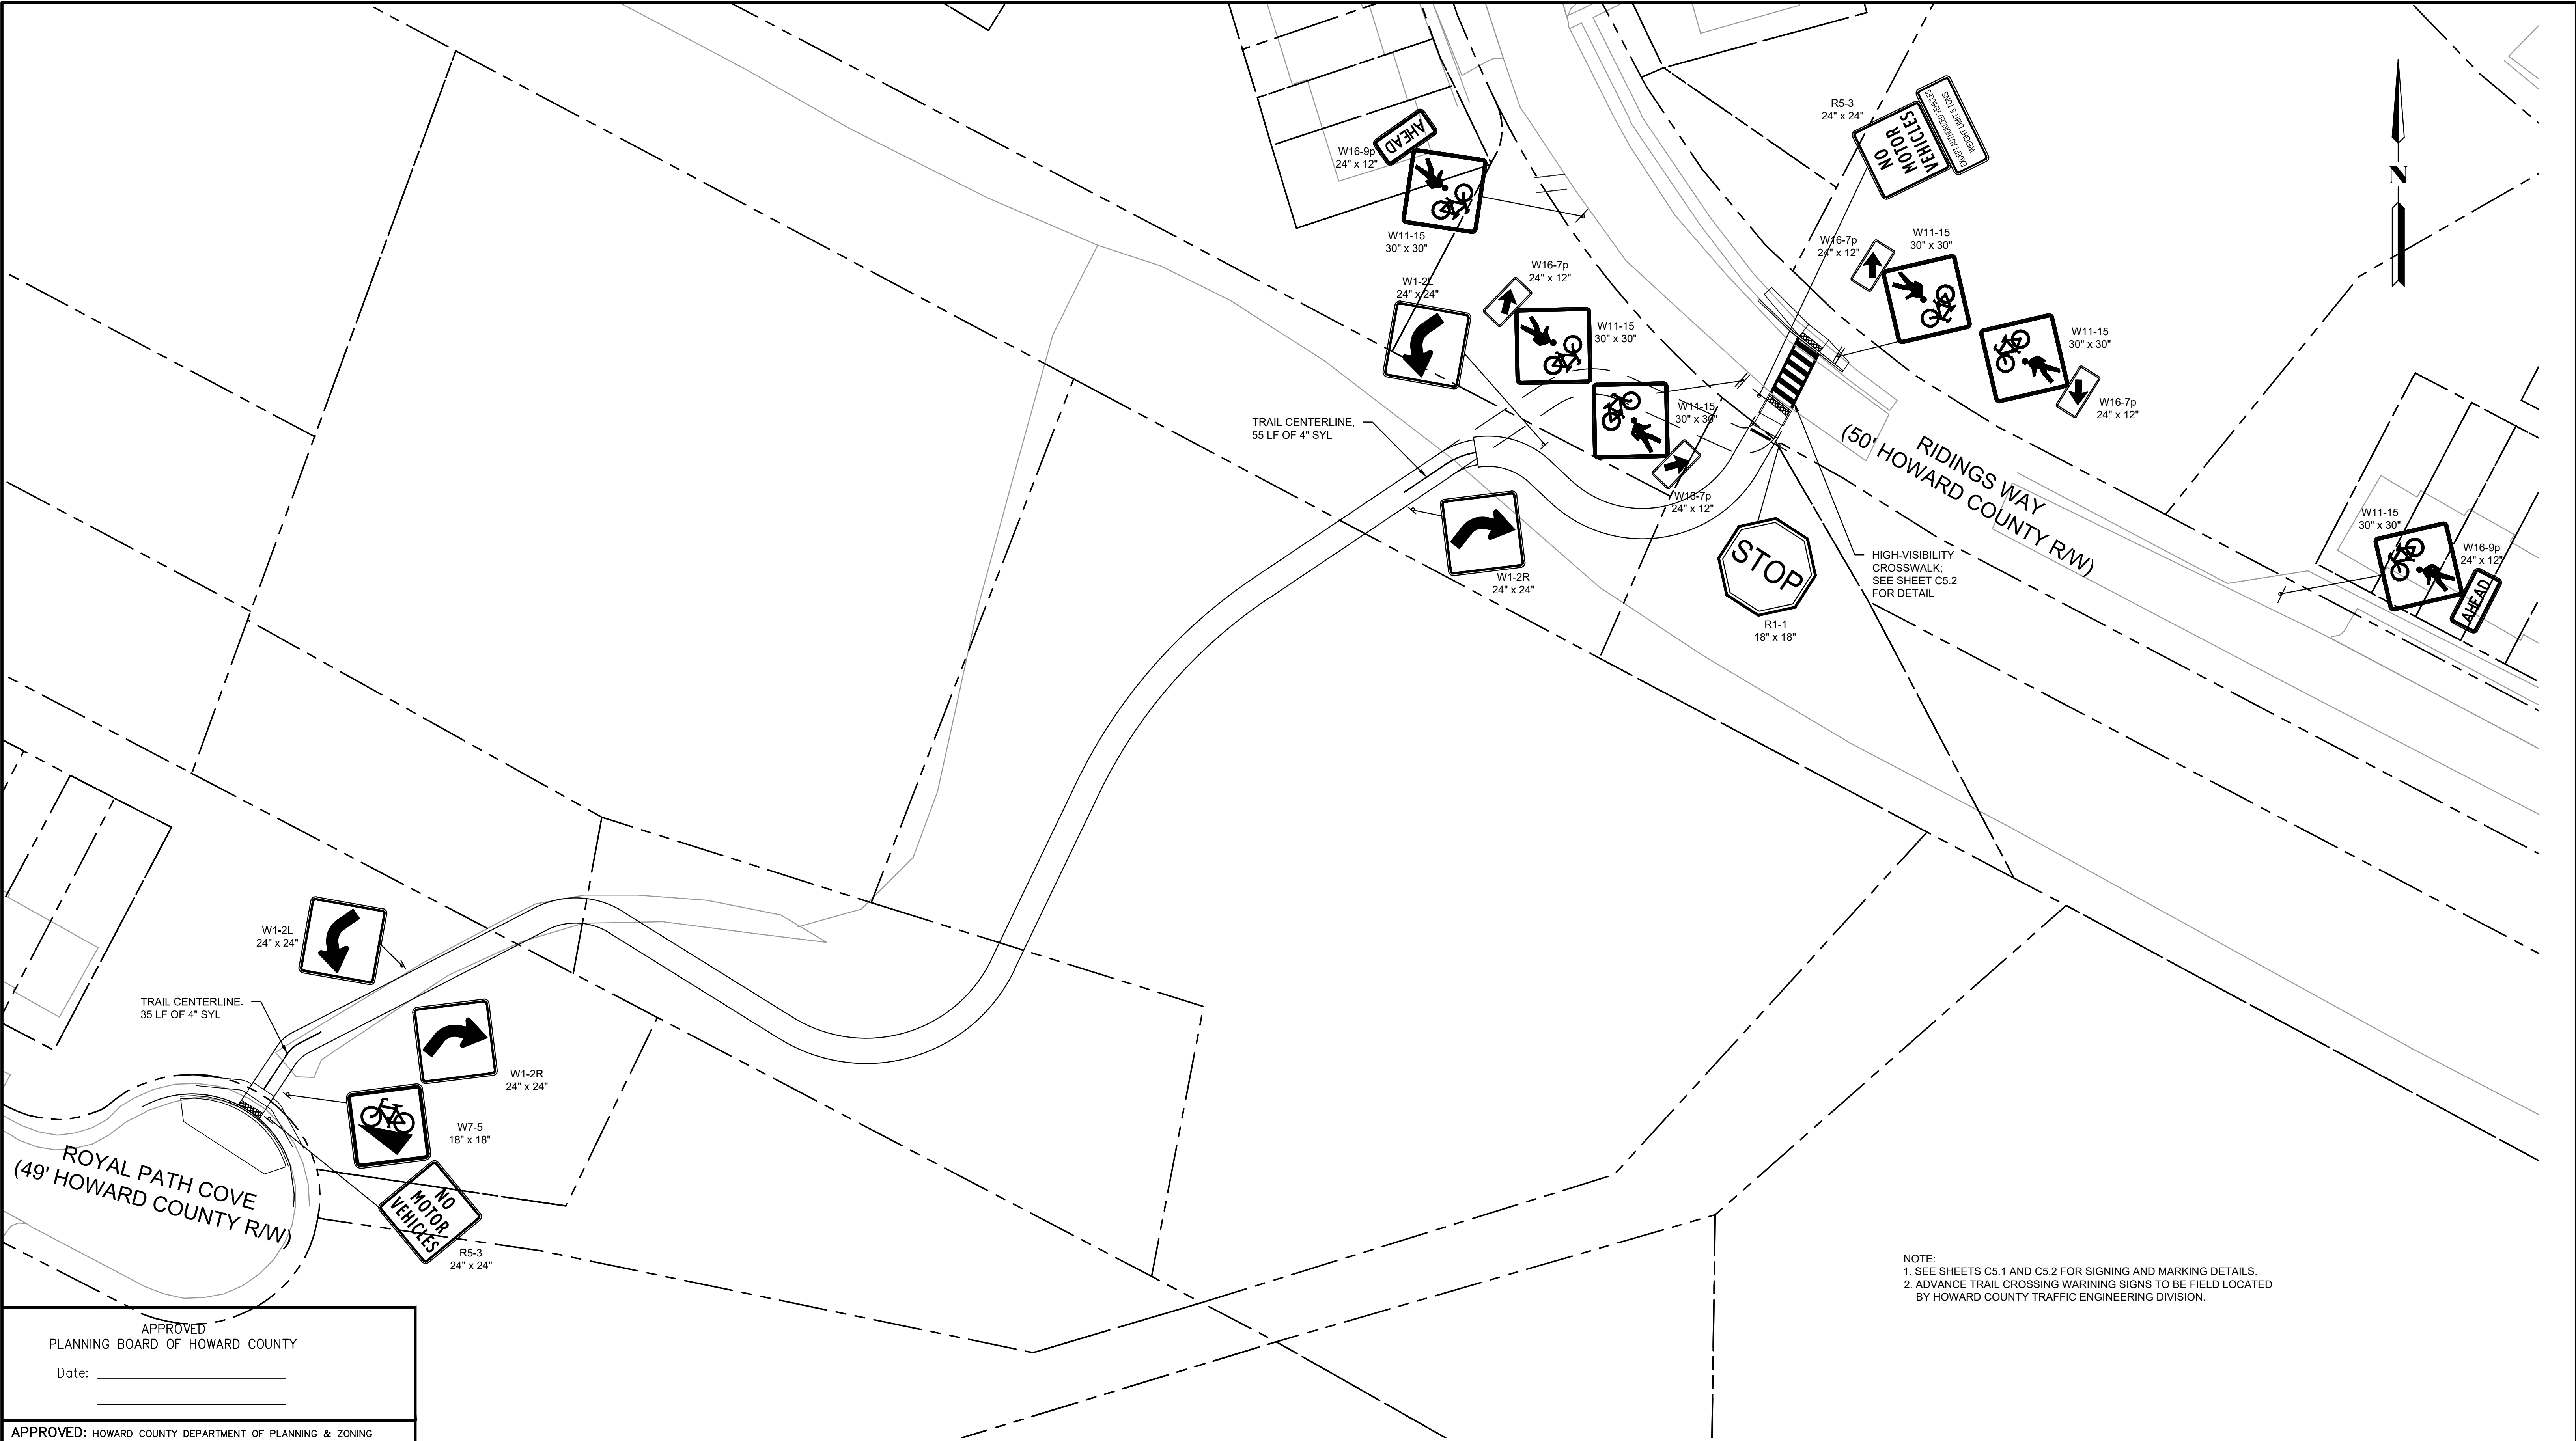 R5-3
24" x 24"
NO
MOTOR
VEHICLES
EXCEPT AUTHORIZED VEHICLES
WEIGHT LIMIT 5 TONS
N
AHEAD
W16-9p
24" x 12"
W11-15
30" x 30"
W1-2L
24" x 24"
W16-7p
24" x 12"
W11-15
30" x 30"
W16-7p
24" x 12"
W11-15
30" x 30"
W11-15
30" x 30"
W16-7p
24" x 12"
W11-15
30" x 30"
W16-7p
24" x 12"
TRAIL CENTERLINE,
55 LF OF 4" SYL
W1-2R
24" x 24"
STOP
R1-1
18" x 18"
HIGH-VISIBILITY
CROSSWALK;
SEE SHEET C5.2
FOR DETAIL
RIDINGS WAY
(50' HOWARD COUNTY R/W)
W11-15
30" x 30"
W16-9p
24" x 12"
AHEAD
W1-2L
24" x 24"
TRAIL CENTERLINE.
35 LF OF 4" SYL
W1-2R
24" x 24"
W7-5
18" x 18"
NO
MOTOR
VEHICLES
R5-3
24" x 24"
ROYAL PATH COVE
(49' HOWARD COUNTY R/W)
NOTE:
1. SEE SHEETS C5.1 AND C5.2 FOR SIGNING AND MARKING DETAILS.
2. ADVANCE TRAIL CROSSING WARINING SIGNS TO BE FIELD LOCATED
BY HOWARD COUNTY TRAFFIC ENGINEERING DIVISION.
APPROVED
PLANNING BOARD OF HOWARD COUNTY
Date:
APPROVED: HOWARD COUNTY DEPARTMENT OF PLANNING & ZONING